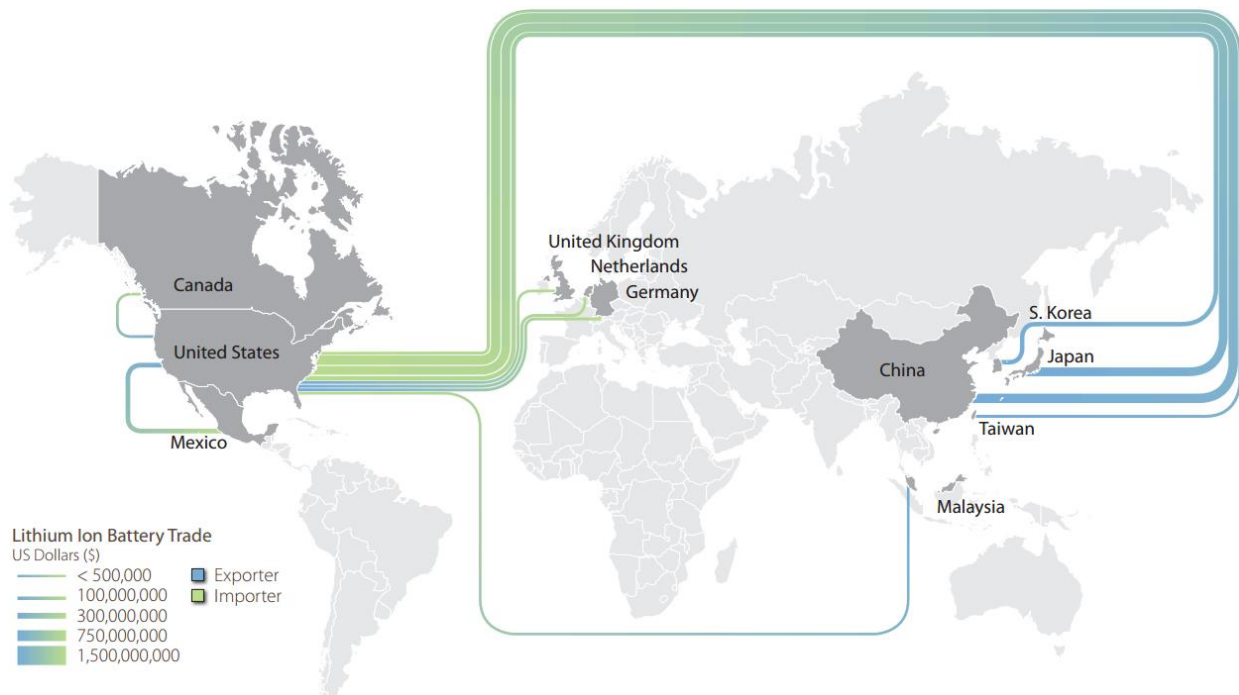 United Kingdom
Netherlands
Germany
Canada
United States
Mexico
S. Korea
Japan
China
Taiwan
Malaysia
Lithium Ion Battery Trade
US Dollars ($)
< 500,000
100,000,000
300,000,000
750,000,000
1,500,000,000
Exporter
Importer